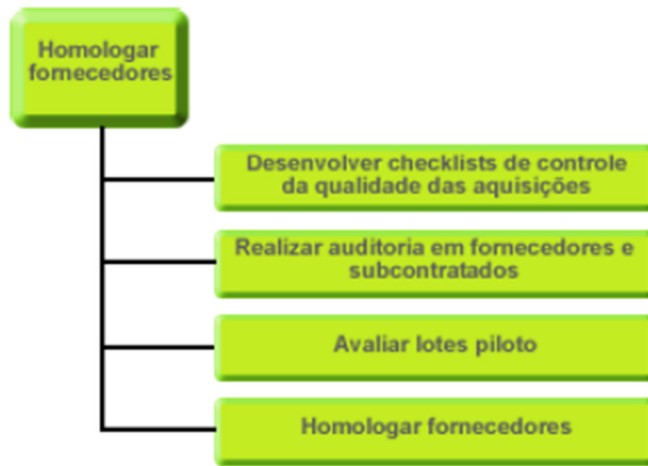 Homologar
fornecedores
Desenvolver checklists de controle
da qualidade das aquisições
Realizar auditoria em fornecedores e
subcontratados
Avaliar lotes piloto
Homologar fornecedores